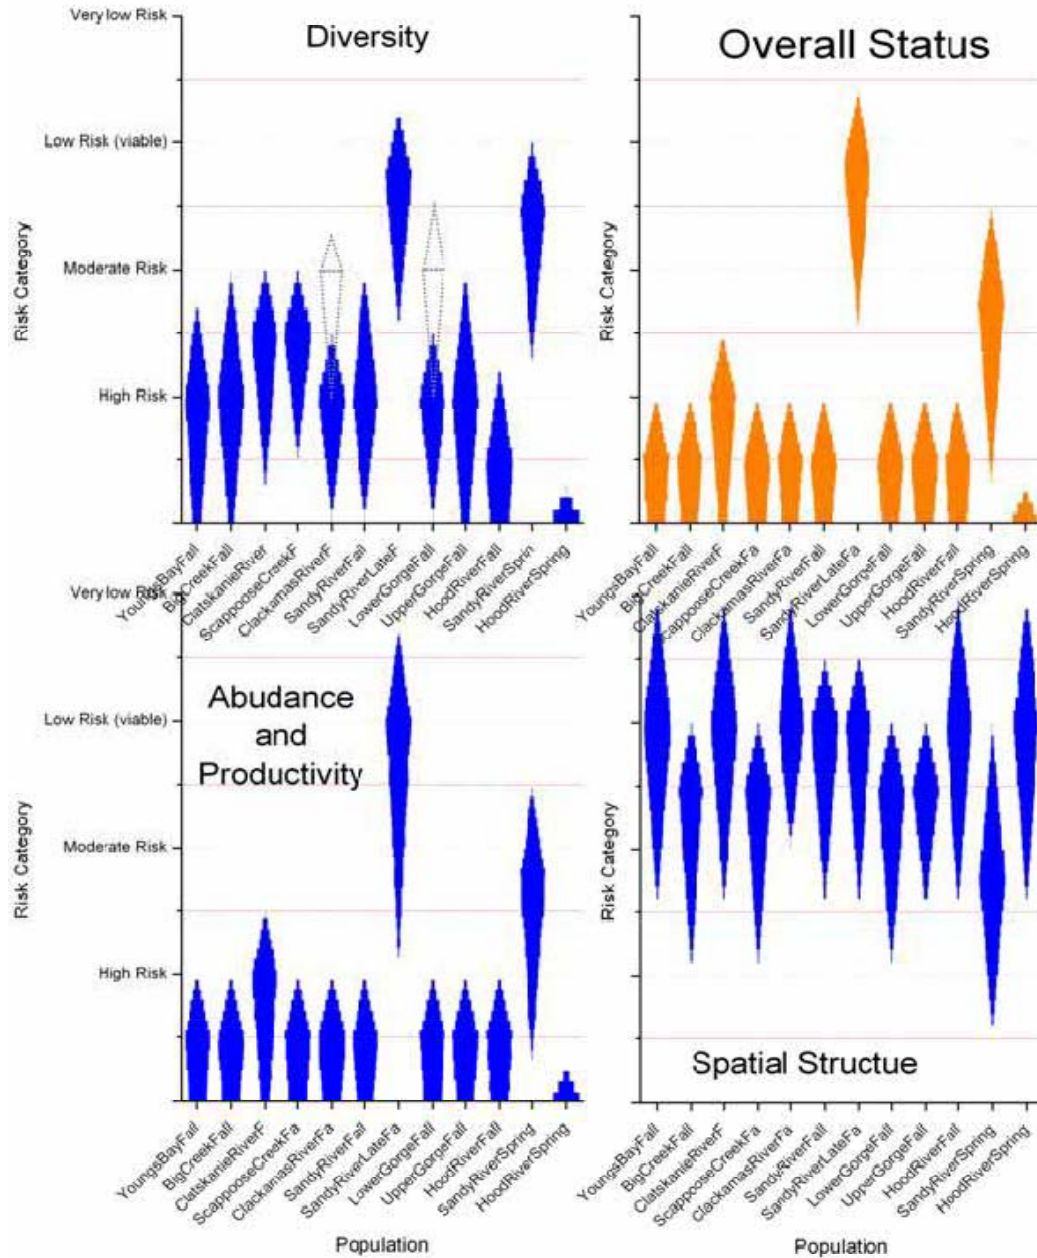 Very low Risk
Diversity
Overall Status
Low Risk (viable)
Risk Category
Moderate Risk
Risk Category
High Risk
YoungsBayFall
BigCreekFall
ClatskanieRiver
ScappooseCreekF
ClackamasRiverF
SandyRiverFall
SandyRiverLateF
LowerGorgeFall
UpperGorgeFall
HoodRiverFall
SandyRiverSprin
HoodRiverSpring
YoungsBayFall
BigCreekFall
ClatskanieRiverF
ScappooseCreekFa
ClackamasRiverFa
SandyRiverFall
SandyRiverLateFa
LowerGorgeFall
UpperGorgeFall
HoodRiverFall
SandyRiverSpring
HoodRiverSpring
Very low Risk
Abudance
and
Productivity
Low Risk (viable)
Risk Category
Moderate Risk
Risk Category
High Risk
Spatial Structue
YoungsBayFall
BigCreekFall
ClatskanieRiverF
ScappooseCreekFa
ClackamasRiverFa
SandyRiverFall
SandyRiverLateFa
LowerGorgeFall
UpperGorgeFall
HoodRiverFall
SandyRiverSpring
HoodRiverSpring
YoungsBayFall
BigCreekFall
ClatskanieRiverF
ScappooseCreekFa
ClackamasRiverFa
SandyRiverFall
SandyRiverLateFa
LowerGorgeFall
UpperGorgeFall
HoodRiverFall
SandyRiverSpring
HoodRiverSpring
Population
Population